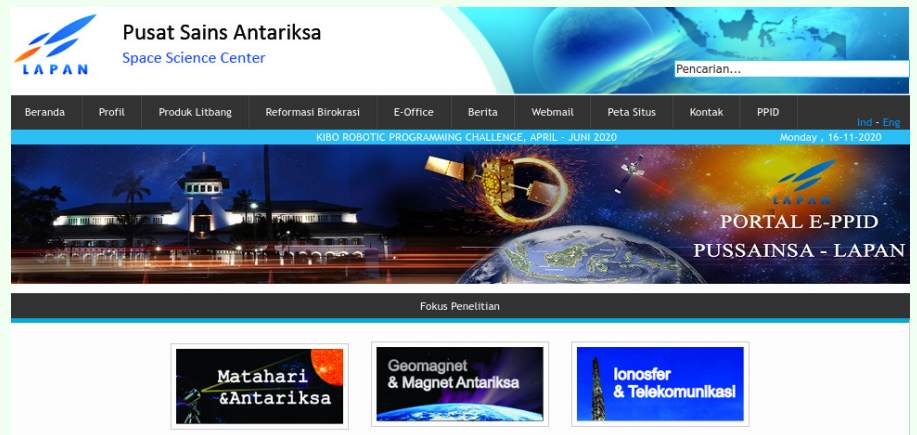 LAPAN
Pusat Sains Antariksa
Space Science Center
Pencarian...
Beranda Profil Produk Litbang Reformasi Birokrasi E-Office Berita Webmail Peta Situs Kontak PPID
Ind - Eng
KIBO ROBOTIC PROGRAMMING CHALLENGE, APRIL - JUNI 2020 Monday , 16-11-2020
LAPAN
PORTAL E-PPID
PUSSAINSA - LAPAN
Fokus Penelitian
Matahari
&Antariksa
Geomagnet
& Magnet Antariksa
Ionosfer
& Telekomunikasi